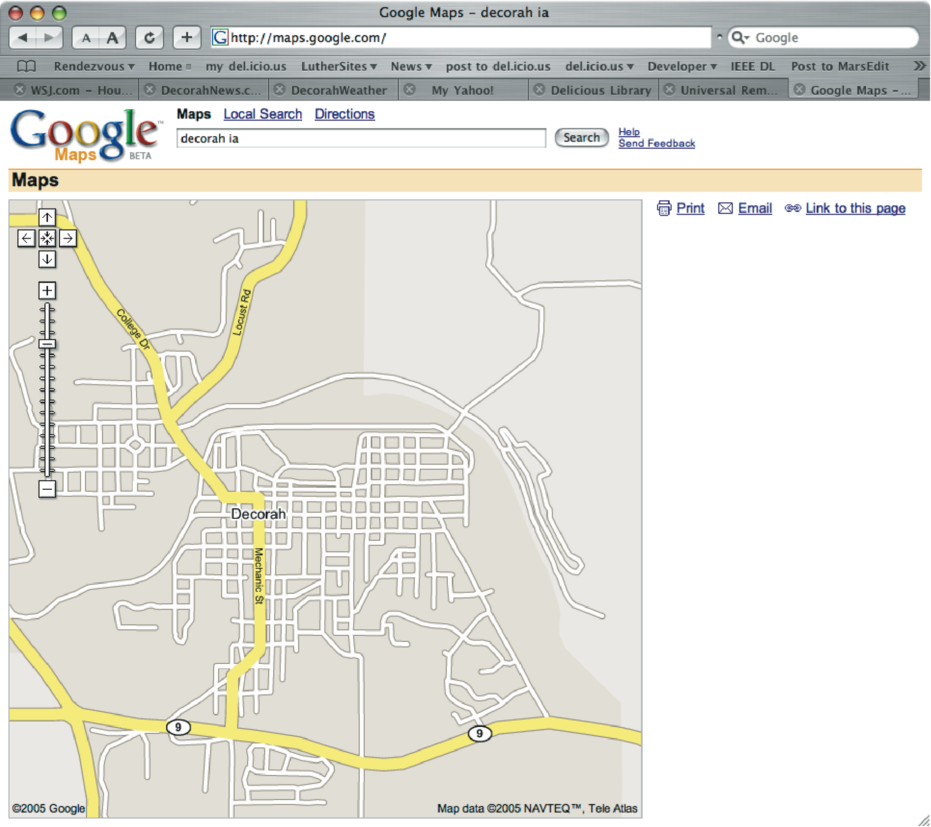 Google Maps – decorah ia
A A C + G http://maps.google.com/ Q Google
Rendezvous Home my del.icio.us LutherSites News post to del.icio.us del.icio.us Developer IEEE DL Post to MarsEdit »
WSJ.com – Hou... DecorahNews.c... DecorahWeather My Yahoo! Delicious Library Universal Rem... Google Maps – ...
Google™ Maps BETA
Maps Local Search Directions
decorah ia Search Help
Send Feedback
Maps
Print Email Link to this page
+
College Dr
Locust Rd
−
Decorah
Mechanic St
9
9
©2005 Google Map data ©2005 NAVTEQ™, Tele Atlas